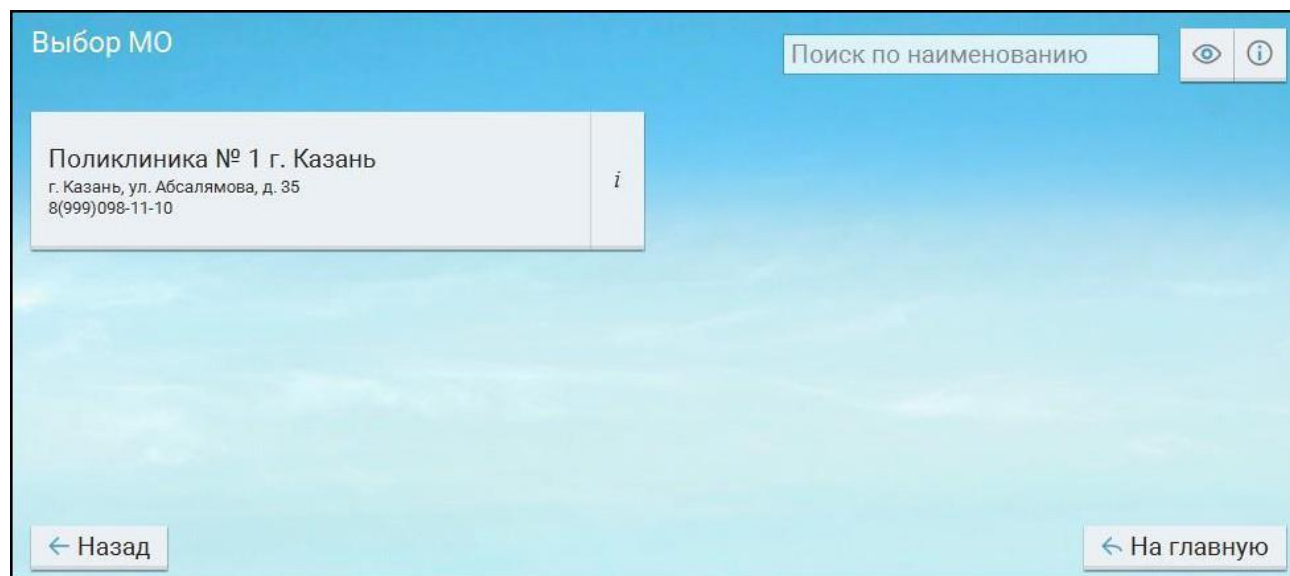 Выбор МО
Поиск по наименованию
Поликлиника № 1 г. Казань
г. Казань, ул. Абсалямова, д. 35
8(999)098-11-10
i
← Назад
На главную